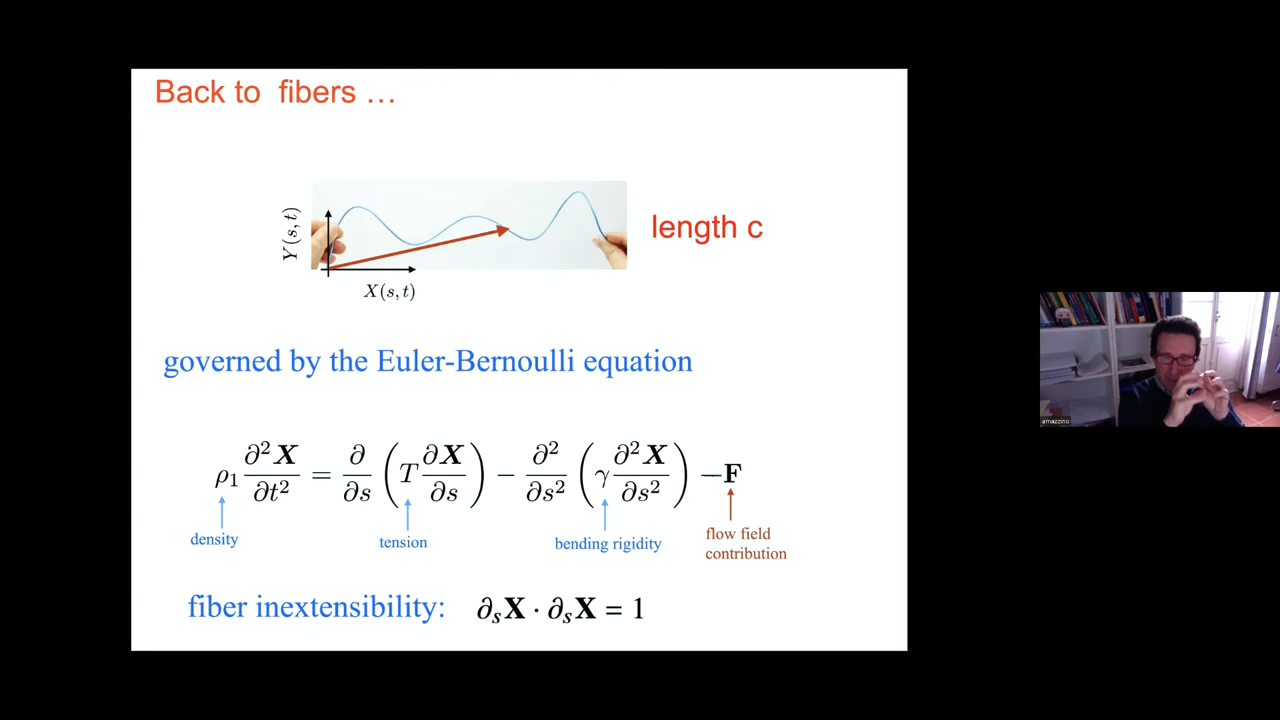 Back to fibers …
Y(s,t)
length c
X(s,t)
governed by the Euler-Bernoulli equation
ρ₁ ∂²X/∂t² = ∂/∂s (T ∂X/∂s) − ∂²/∂s² (γ ∂²X/∂s²) −F
density
tension
bending rigidity
flow field
contribution
fiber inextensibility: ∂ₛX · ∂ₛX = 1
amazzino